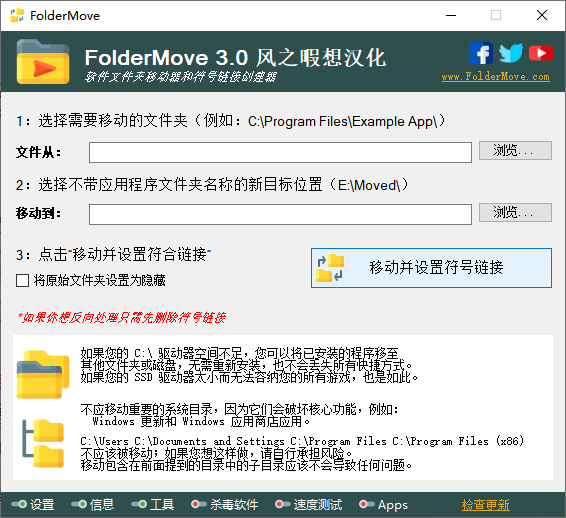 FolderMove
FolderMove 3.0 风之暇想汉化
软件文件夹移动器和符号链接创建器
www.FolderMove.com
1：选择需要移动的文件夹（例如：C:\Program Files\Example App\）
文件从：
浏览...
2：选择不带应用程序文件夹名称的新目标位置（E:\Moved\）
移动到：
浏览...
3：点击“移动并设置符合链接”
移动并设置符号链接
将原始文件夹设置为隐藏
*如果你想反向处理只需先删除符号链接
如果您的 C:\ 驱动器空间不足，您可以将已安装的程序移至
其他文件夹或磁盘，无需重新安装，也不会丢失所有快捷方式。
如果您的 SSD 驱动器太小而无法容纳您的所有游戏，也是如此。
不应移动重要的系统目录，因为它们会破坏核心功能，例如：
Windows 更新和 Windows 应用商店应用。
C:\Users C:\Documents and Settings C:\Program Files C:\Program Files (x86)
不应该被移动；如果您想这样做，请自行承担风险。
移动包含在前面提到的目录中的子目录应该不会导致任何问题。
设置 信息 工具 杀毒软件 速度测试 Apps 检查更新